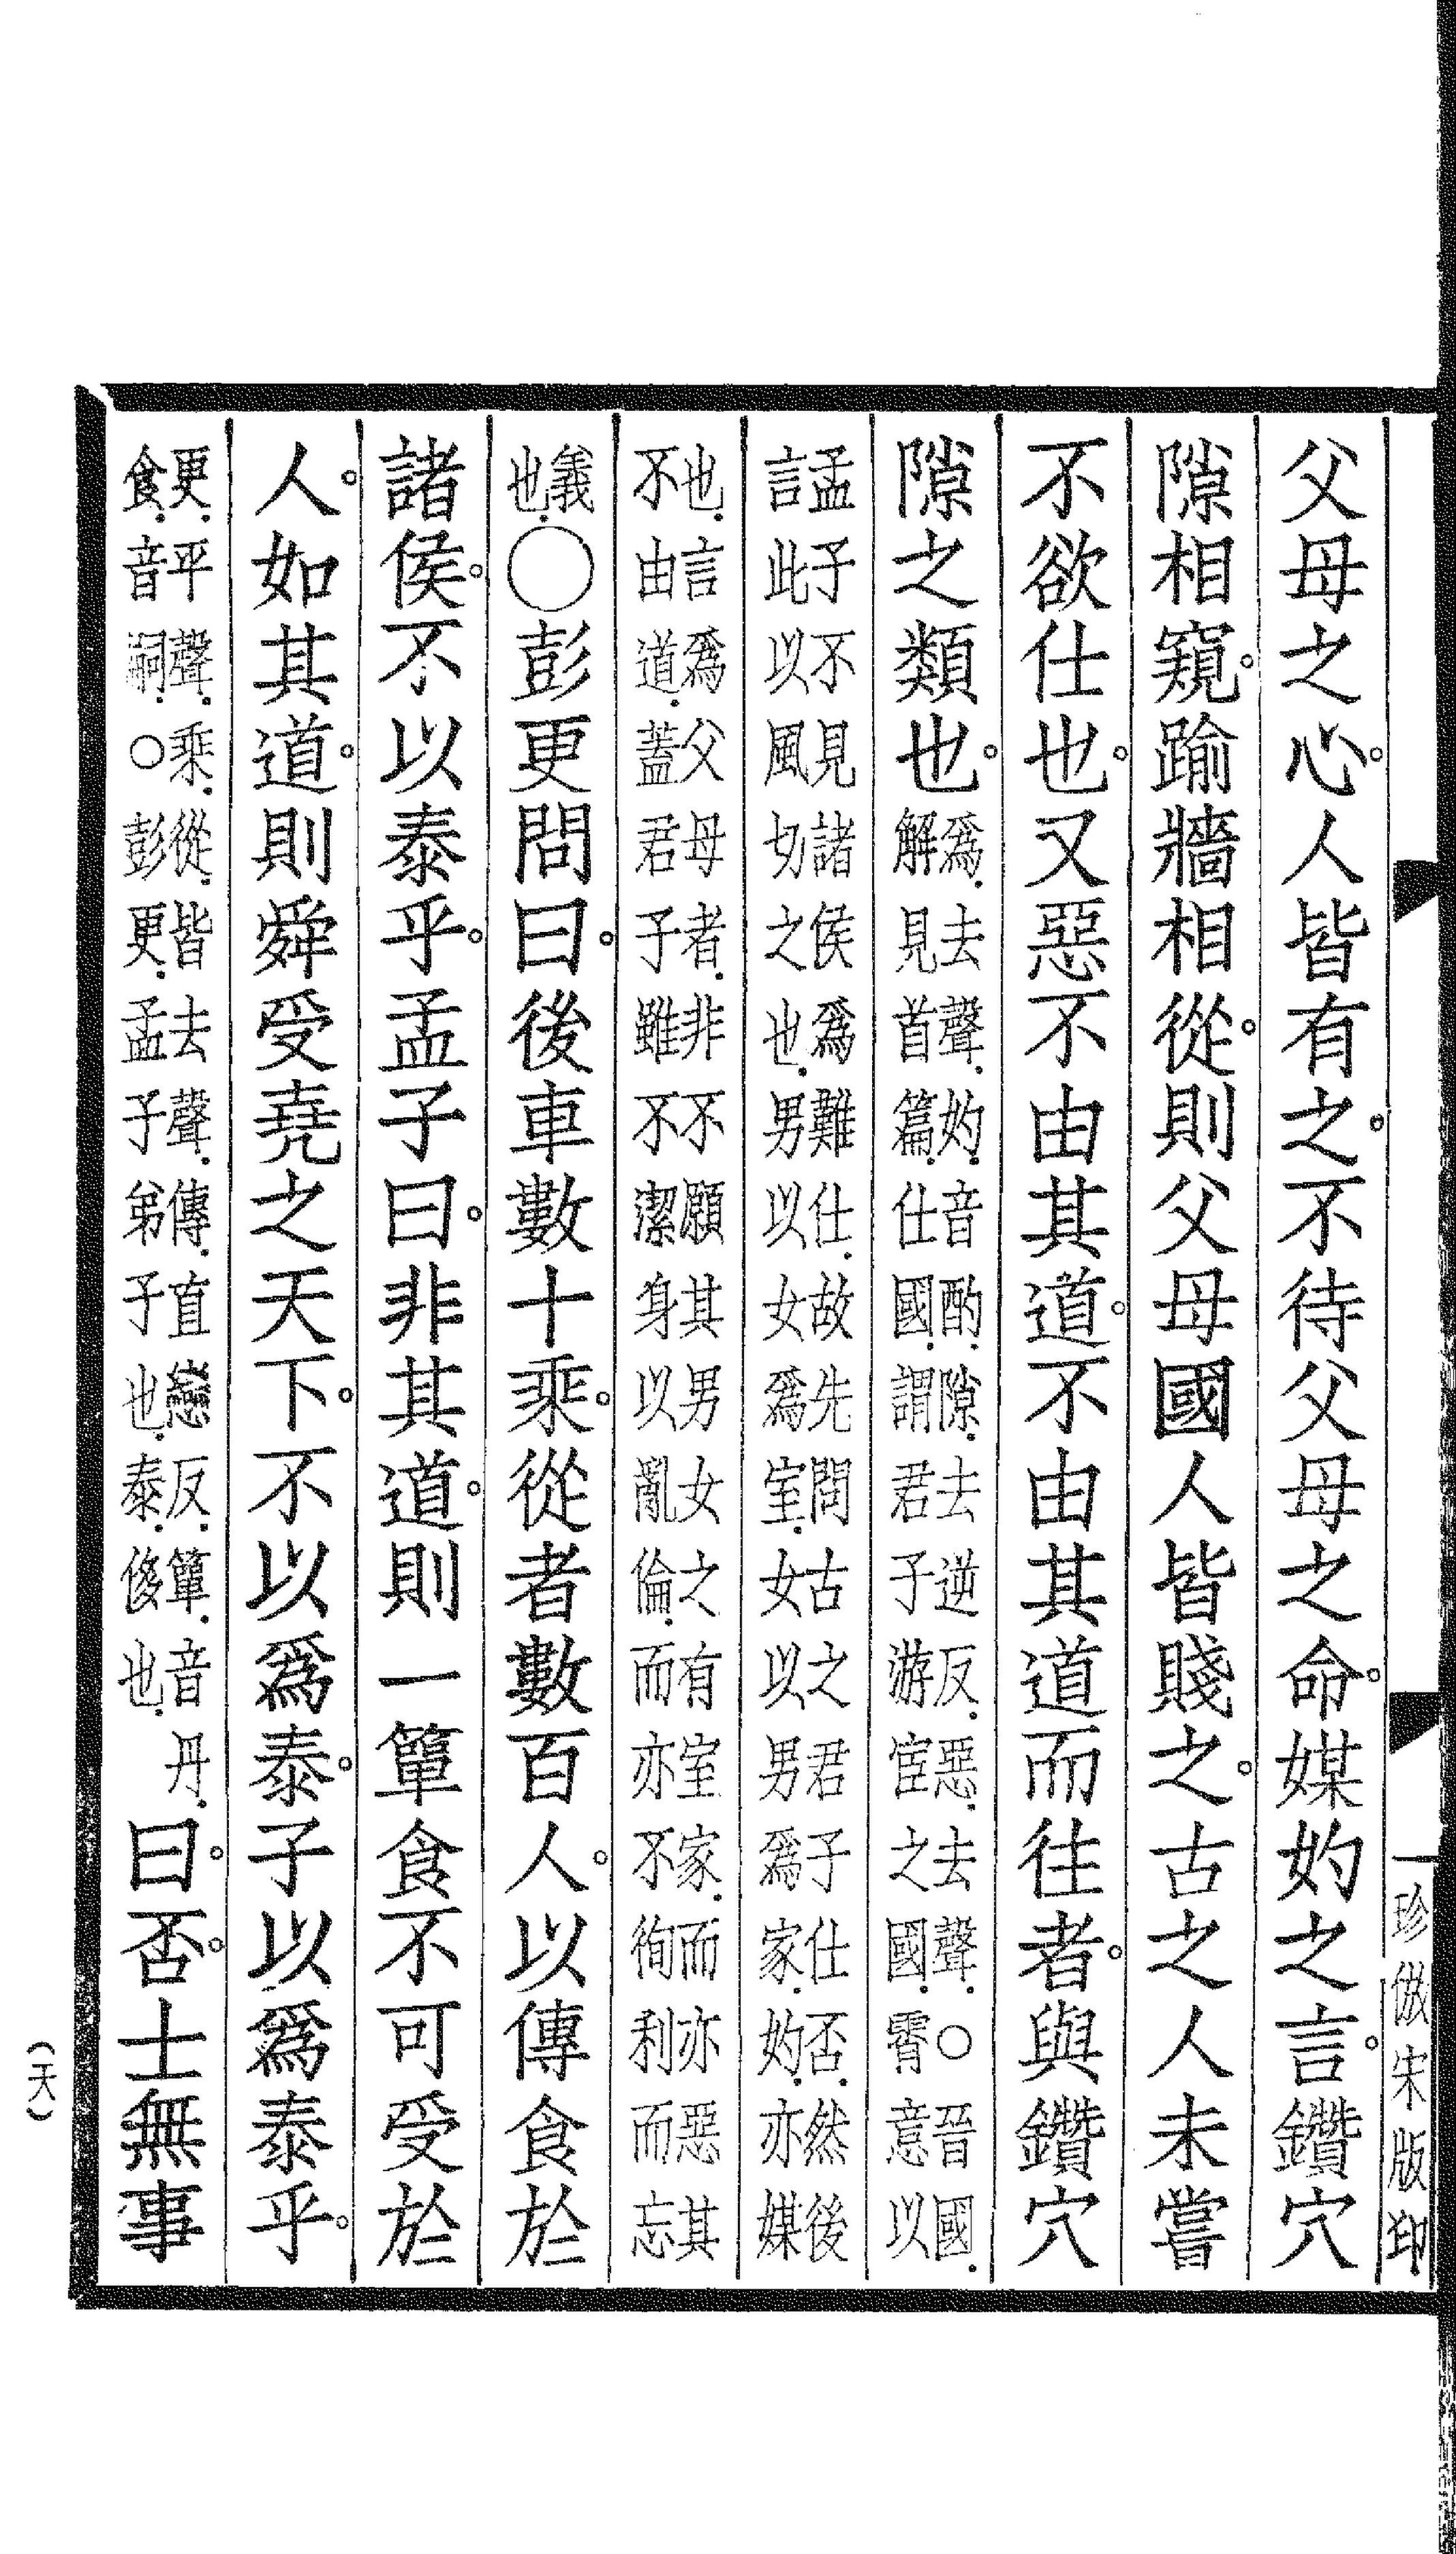 一珍倣宋版印
父母之心。人皆有之。不待父母之命。媒妁之言。鑽穴
隙相窺。踰牆相從。則父母國人皆賤之。古之人未嘗
不欲仕也。又惡不由其道。不由其道而往者。與鑽穴
隙之類也。爲.去聲.妁.音酌.隙.去逆反.惡.去聲.○晉國.解見首篇.仕國.謂君子游宦之國.霄意以
孟子不見諸侯爲難仕.故先問古之君子仕否.然後言此以風切之也.男以女爲室.女以男爲家.妁.亦媒
也.言爲父母者.非不願其男女之有室家.而亦惡其不由道.蓋君子雖不潔身以亂倫.而亦不徇利而忘
義也.○彭更問曰。後車數十乘。從者數百人。以傳食於
諸侯。不以泰乎。孟子曰。非其道。則一簞食不可受於
人。如其道。則舜受堯之天下。不以爲泰。子以爲泰乎。
更.平聲.乘.從.皆去聲.傳.直戀反.簞.音丹.食.音嗣.○彭更.孟子弟子也.泰.侈也.曰。否。士無事
(天)